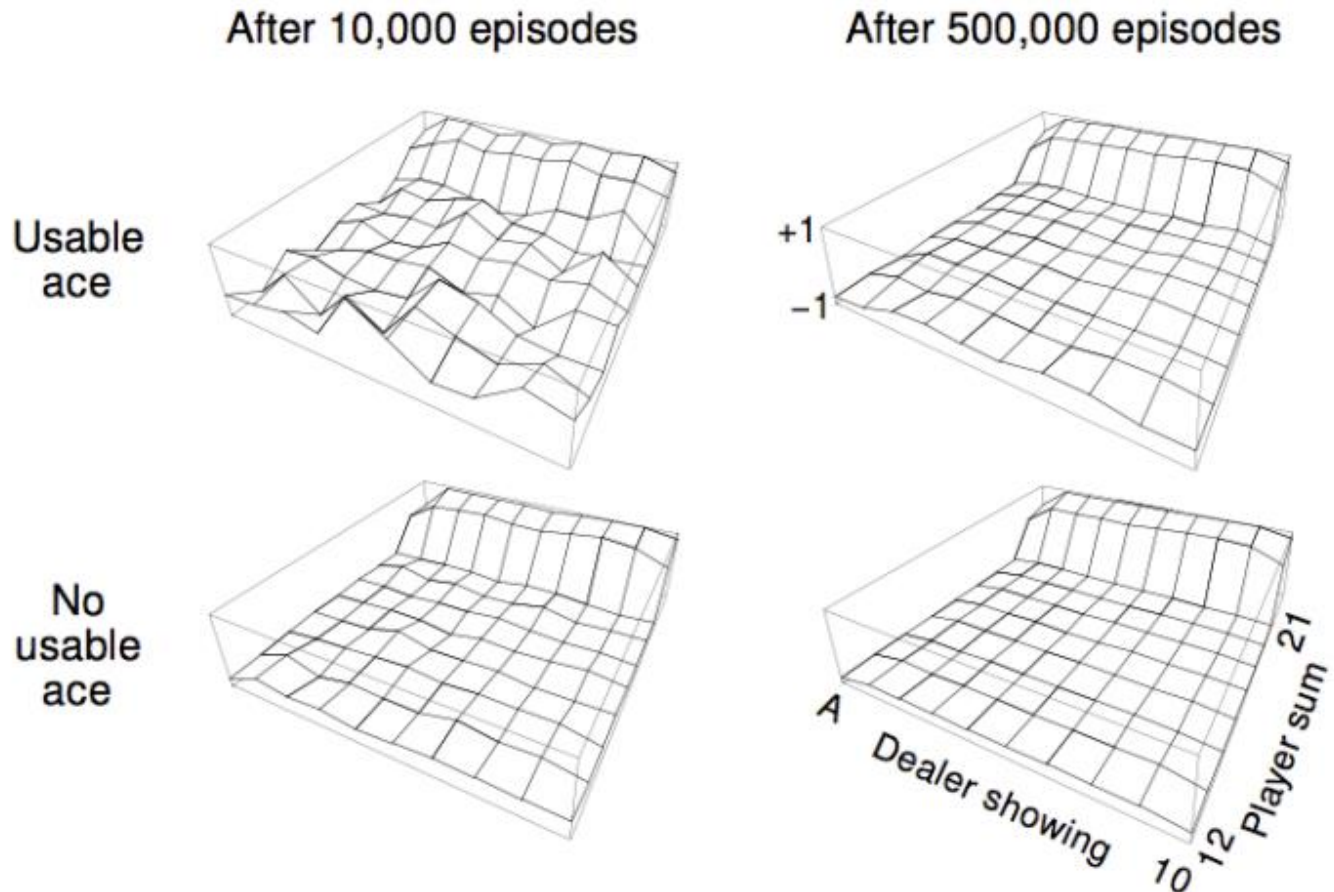 After 10,000 episodes
After 500,000 episodes
Usable
ace
+1
−1
No
usable
ace
A
Dealer showing
10
12
Player sum
21